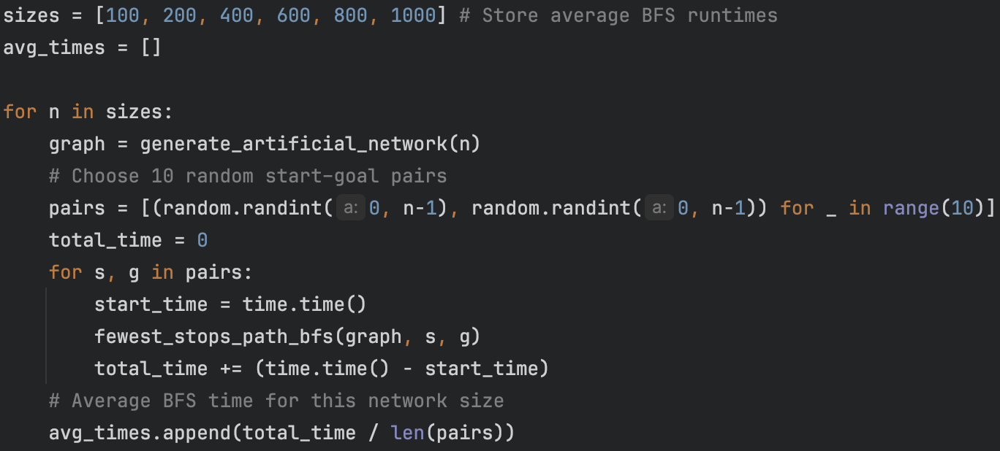 sizes = [100, 200, 400, 600, 800, 1000] # Store average BFS runtimes
avg_times = []

for n in sizes:
    graph = generate_artificial_network(n)
    # Choose 10 random start-goal pairs
    pairs = [(random.randint( a: 0, n-1), random.randint( a: 0, n-1)) for _ in range(10)]
    total_time = 0
    for s, g in pairs:
        start_time = time.time()
        fewest_stops_path_bfs(graph, s, g)
        total_time += (time.time() - start_time)
    # Average BFS time for this network size
    avg_times.append(total_time / len(pairs))